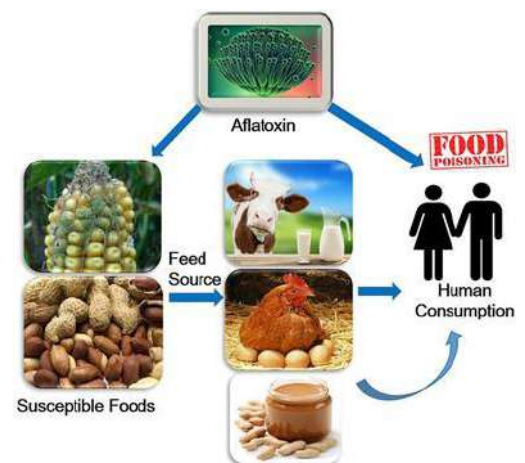 Aflatoxin
FOOD
POISONING
Feed
Source
Human
Consumption
Susceptible Foods